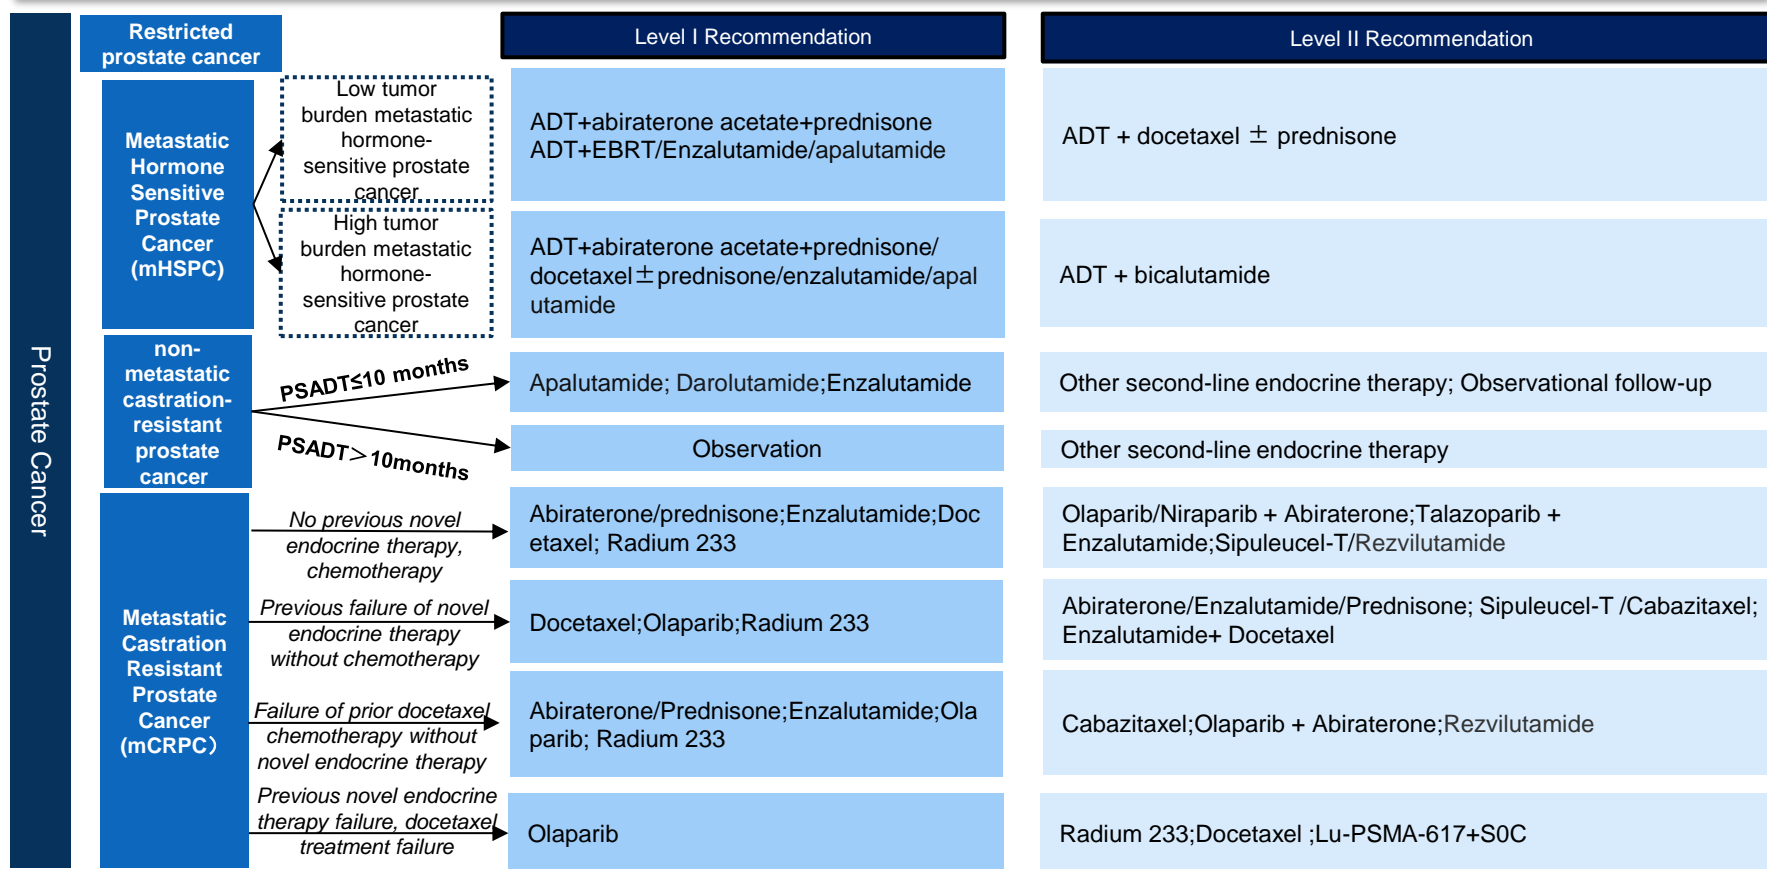 Prostate Cancer
Restricted
prostate cancer
Level I Recommendation
Level II Recommendation
Metastatic
Hormone
Sensitive
Prostate
Cancer
(mHSPC)
Low tumor
burden metastatic
hormone-
sensitive prostate
cancer
ADT+abiraterone acetate+prednisone
ADT+EBRT/Enzalutamide/apalutamide
ADT + docetaxel ± prednisone
High tumor
burden metastatic
hormone-
sensitive prostate
cancer
ADT+abiraterone acetate+prednisone/
docetaxel±prednisone/enzalutamide/apal
utamide
ADT + bicalutamide
non-
metastatic
castration-
resistant
prostate
cancer
PSADT≤10 months
Apalutamide; Darolutamide;Enzalutamide
Other second-line endocrine therapy; Observational follow-up
PSADT＞10months
Observation
Other second-line endocrine therapy
Metastatic
Castration
Resistant
Prostate
Cancer
(mCRPC）
No previous novel
endocrine therapy,
chemotherapy
Abiraterone/prednisone;Enzalutamide;Doc
etaxel; Radium 233
Olaparib/Niraparib + Abiraterone;Talazoparib +
Enzalutamide;Sipuleucel-T/Rezvilutamide
Previous failure of novel
endocrine therapy
without chemotherapy
Docetaxel;Olaparib;Radium 233
Abiraterone/Enzalutamide/Prednisone; Sipuleucel-T /Cabazitaxel;
Enzalutamide+ Docetaxel
Failure of prior docetaxel
chemotherapy without
novel endocrine therapy
Abiraterone/Prednisone;Enzalutamide;Ola
parib; Radium 233
Cabazitaxel;Olaparib + Abiraterone;Rezvilutamide
Previous novel endocrine
therapy failure, docetaxel
treatment failure
Olaparib
Radium 233;Docetaxel ;Lu-PSMA-617+S0C